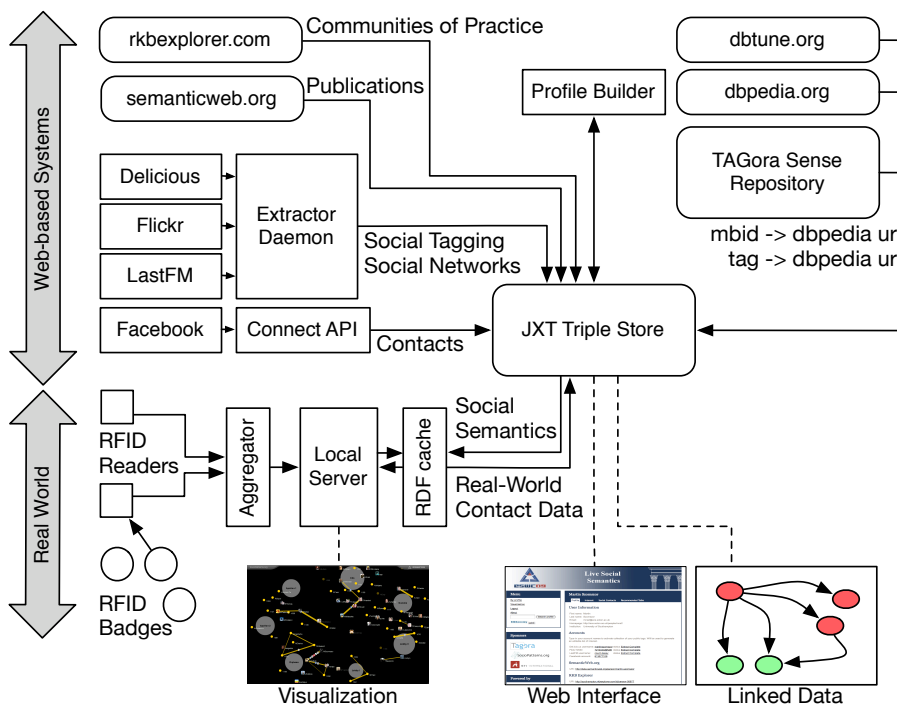 Web-based Systems
Real World
rkbexplorer.com
Communities of Practice
semanticweb.org
Publications
Profile Builder
dbtune.org
dbpedia.org
TAGora Sense
Repository
mbid -> dbpedia ur
tag -> dbpedia ur
Delicious
Flickr
LastFM
Extractor
Daemon
Social Tagging
Social Networks
Facebook
Connect API
Contacts
JXT Triple Store
RFID
Readers
Aggregator
Local
Server
RDF cache
Social
Semantics
Real-World
Contact Data
RFID
Badges
Live Social
Semantics
Tagora
Visualization
Web Interface
Linked Data